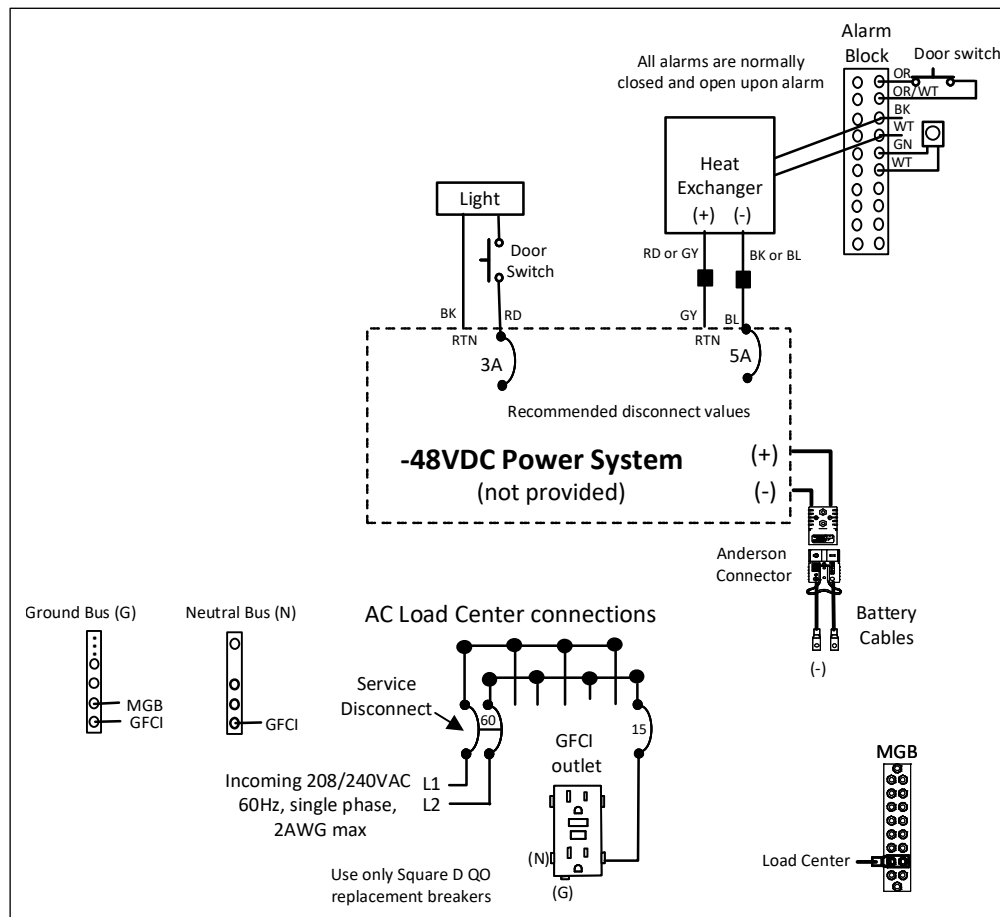 Alarm
Block
Door switch
All alarms are normally
closed and open upon alarm
OR
OR/WT
BK
WT
GN
WT
Heat
Exchanger
(+) (-)
Light
Door
Switch
RD or GY
BK or BL
BK
RD
GY
BL
RTN
RTN
3A
5A
Recommended disconnect values
-48VDC Power System
(not provided)
(+)
(-)
Anderson
Connector
Battery
Cables
(-)
Ground Bus (G)
Neutral Bus (N)
AC Load Center connections
MGB
GFCI
GFCI
Service
Disconnect
60
15
GFCI
outlet
Incoming 208/240VAC
60Hz, single phase,
2AWG max
L1
L2
(N)
(G)
Use only Square D QO
replacement breakers
MGB
Load Center